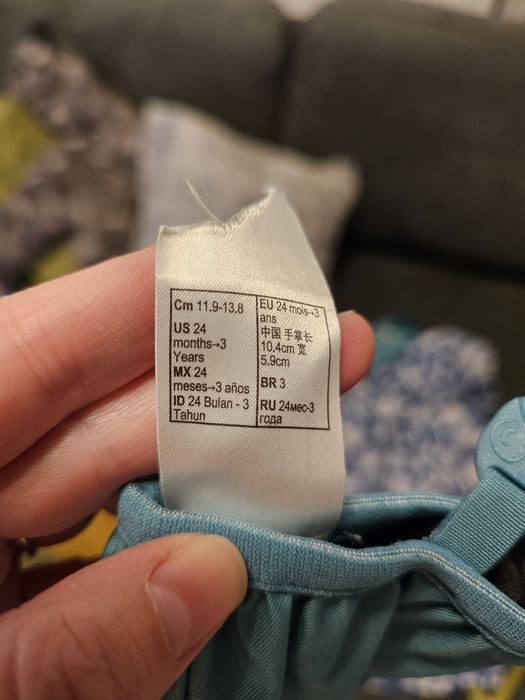 Cm 11.9-13.8
US 24
months→3
Years
MX 24
meses→3 años
ID 24 Bulan - 3
Tahun
EU 24 mois→3
ans
中国 手掌长
10.4cm 宽
5.9cm
BR 3
RU 24мес-3
года